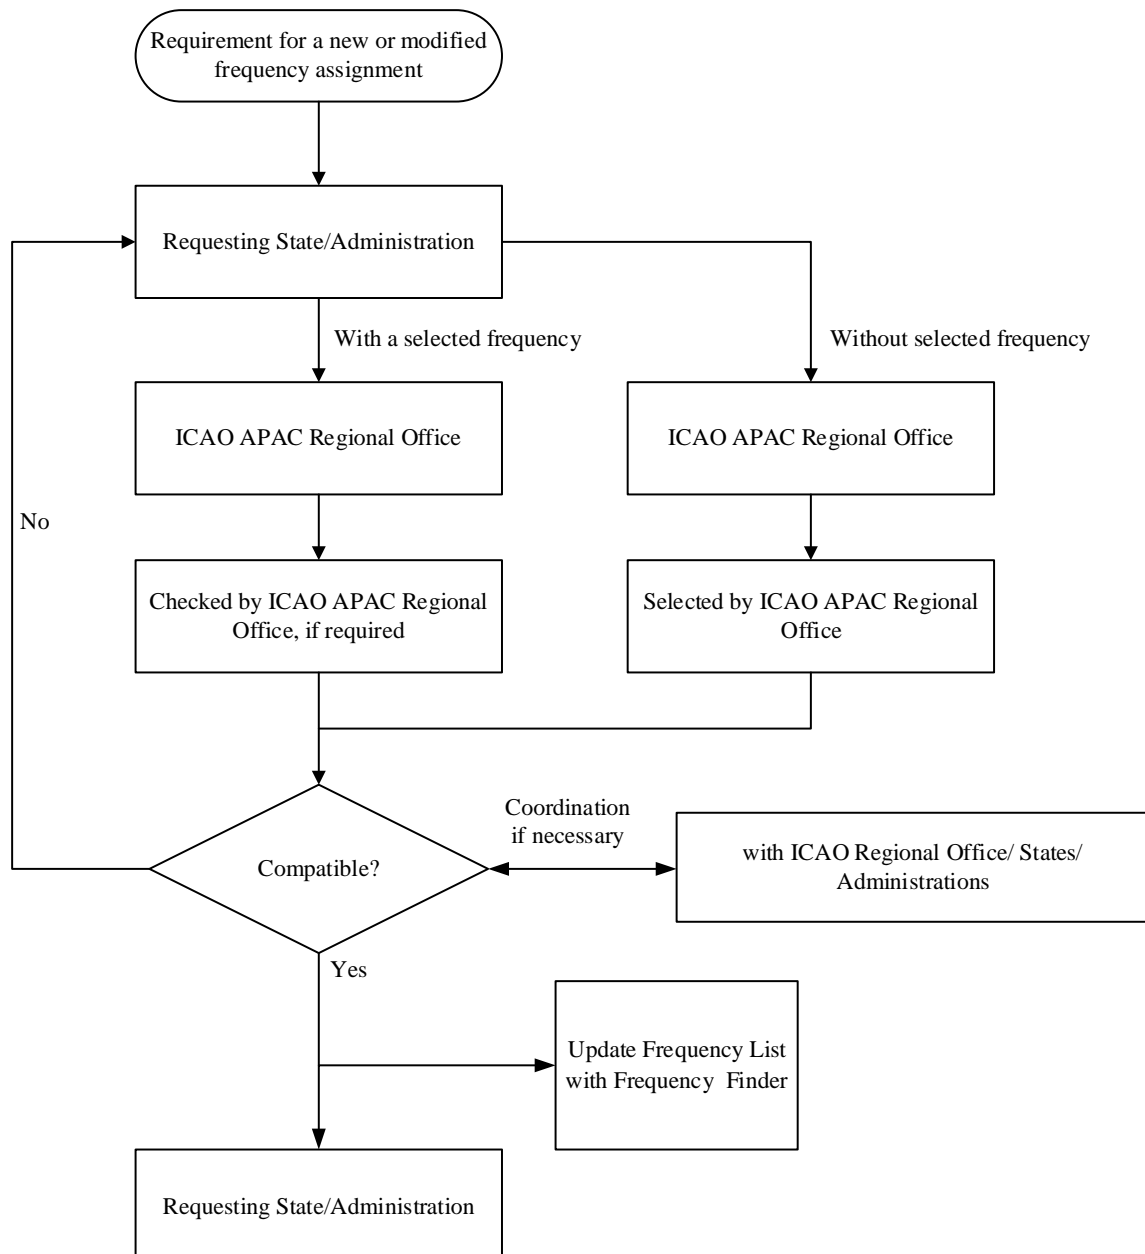 Requirement for a new or modified
frequency assignment
Requesting State/Administration
With a selected frequency
Without selected frequency
ICAO APAC Regional Office
ICAO APAC Regional Office
No
Checked by ICAO APAC Regional
Office, if required
Selected by ICAO APAC Regional
Office
Compatible?
Coordination
if necessary
with ICAO Regional Office/ States/
Administrations
Yes
Update Frequency List
with Frequency  Finder
Requesting State/Administration